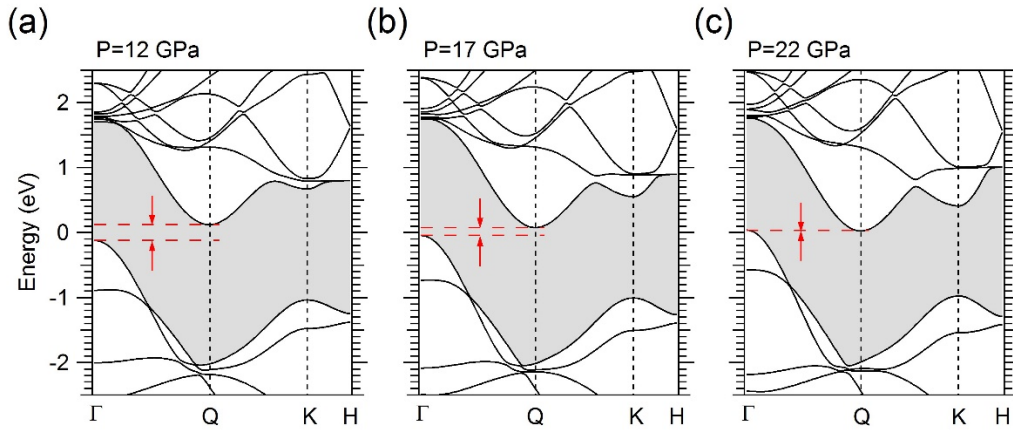 (a)
P=12 GPa
(b)
P=17 GPa
(c)
P=22 GPa
Energy (eV)
2
1
0
-1
-2
Γ Q K H
Γ Q K H
Γ Q K H